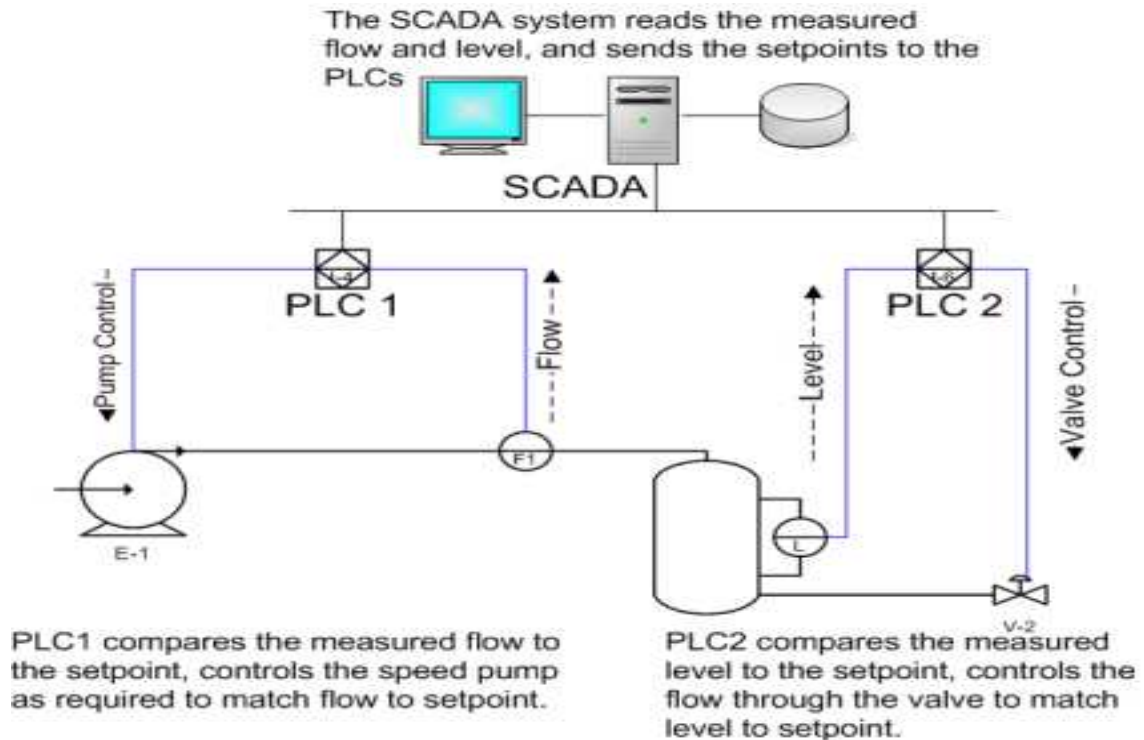 The SCADA system reads the measured
flow and level, and sends the setpoints to the
PLCs
SCADA
PLC 1
PLC 2
Pump Control
Flow
Level
Valve Control
F1
L
E-1
V-2
PLC1 compares the measured flow to
the setpoint, controls the speed pump
as required to match flow to setpoint.
PLC2 compares the measured
level to the setpoint, controls the
flow through the valve to match
level to setpoint.